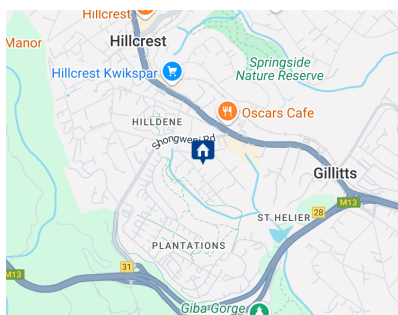 Hillcrest
Manor
Hillcrest
Springside
Nature Reserve
Hillcrest Kwikspar
Oscars Cafe
HILLDENE
Shongweni Rd
Gillitts
M13
28
ST HELIER
PLANTATIONS
31
M13
Giba Gorge